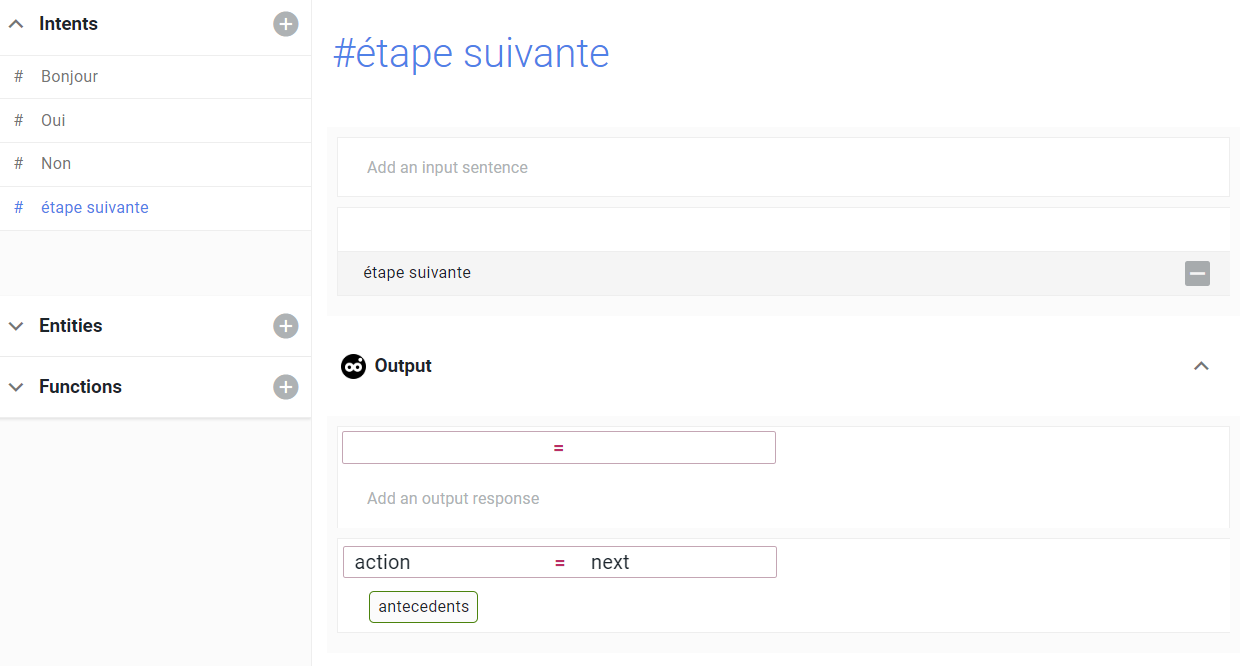 Intents
# Bonjour
# Oui
# Non
# étape suivante
Entities
Functions
#étape suivante
Add an input sentence
étape suivante
Output
=
Add an output response
action = next
antecedents